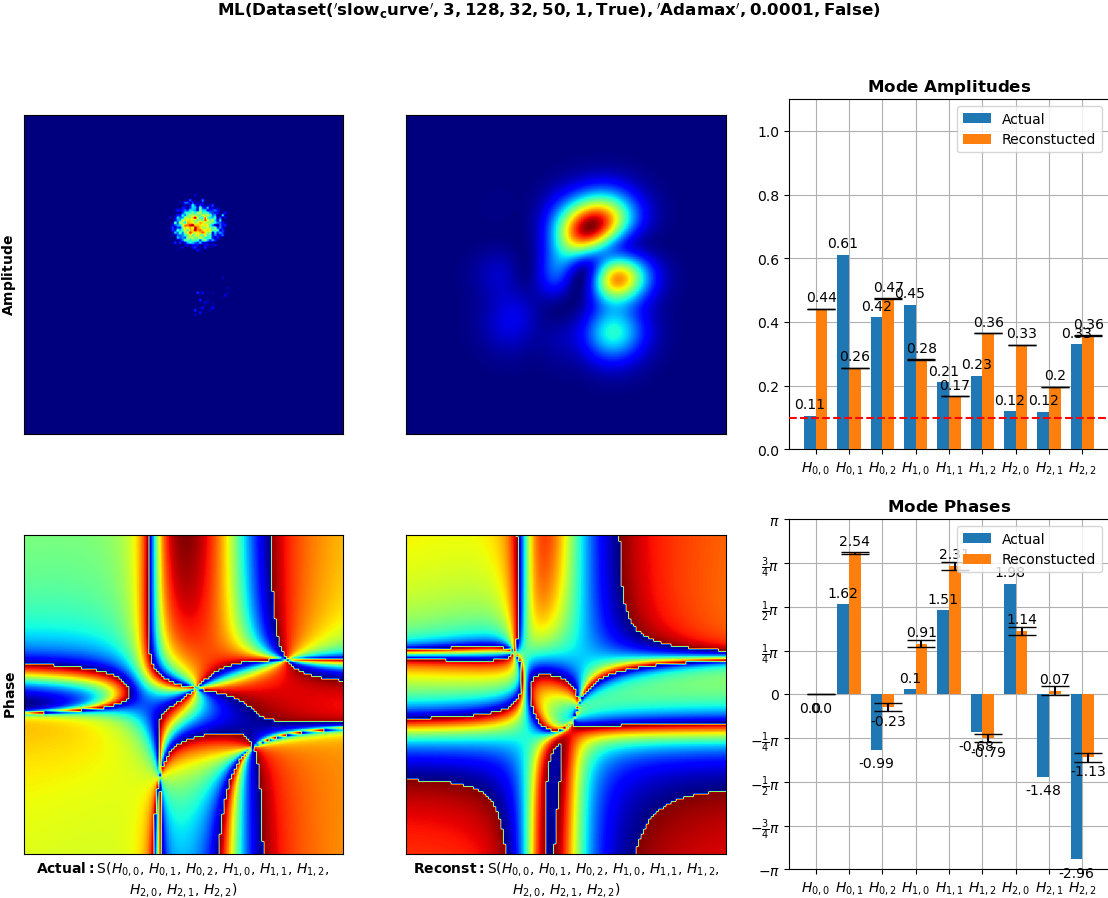 ML(Dataset('slow_curve', 3, 128, 32, 50, 1, True), 'Adamax', 0.0001, False)
Amplitude
Mode Amplitudes
Actual
Reconstucted
1.0
0.8
0.6
0.4
0.2
0.0
0.11
0.44
0.61
0.26
0.42
0.47
0.45
0.28
0.21
0.17
0.23
0.36
0.12
0.33
0.12
0.2
0.33
0.36
H0,0 H0,1 H0,2 H1,0 H1,1 H1,2 H2,0 H2,1 H2,2
Phase
Actual: S(H0,0, H0,1, H0,2, H1,0, H1,1, H1,2,
H2,0, H2,1, H2,2)
Reconst: S(H0,0, H0,1, H0,2, H1,0, H1,1, H1,2,
H2,0, H2,1, H2,2)
Mode Phases
Actual
Reconstucted
π
3/4π
1/2π
1/4π
0
−1/4π
−1/2π
−3/4π
−π
0.0
0.0
1.62
2.54
-0.99
-0.23
0.1
0.91
1.51
-0.68
-0.79
1.98
1.14
-1.48
0.07
-2.96
-1.13
H0,0 H0,1 H0,2 H1,0 H1,1 H1,2 H2,0 H2,1 H2,2